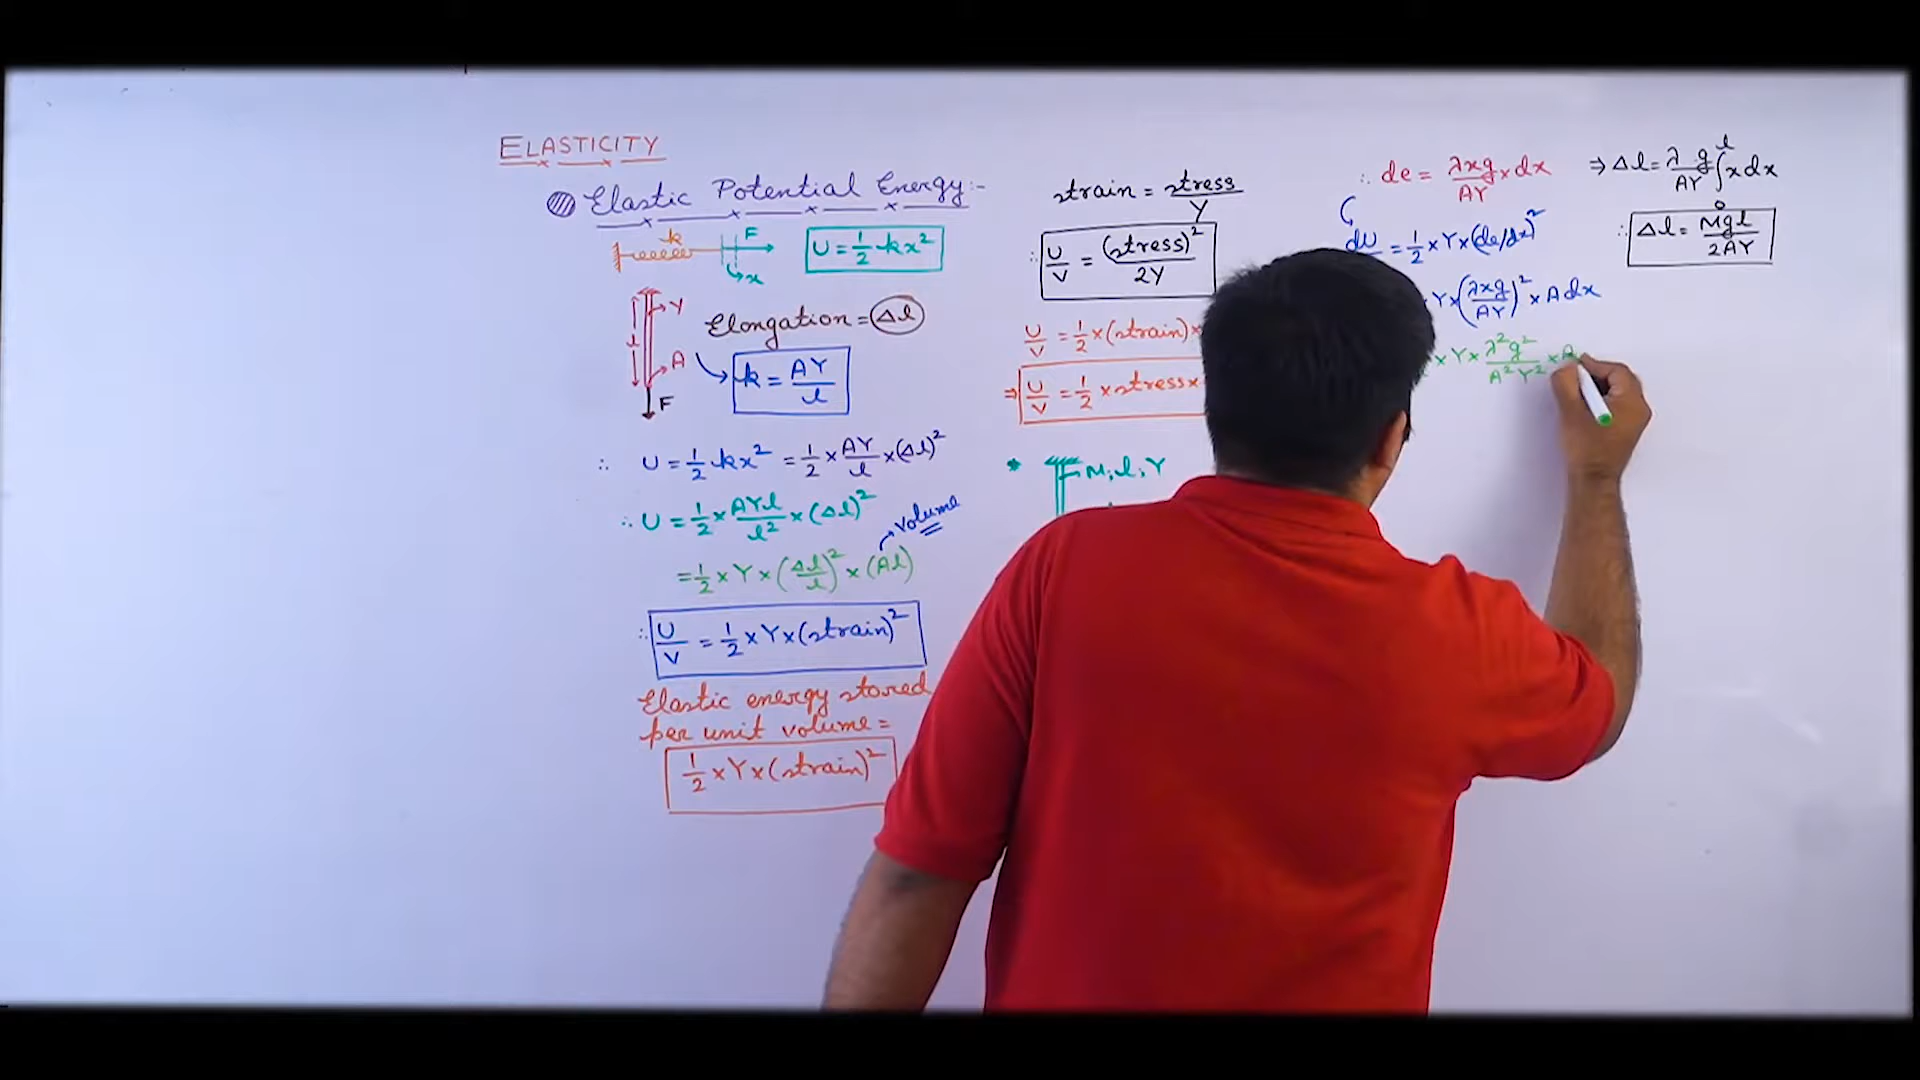 ELASTICITY
Elastic Potential Energy:-
k F x
U = 1/2 kx²
l Y A F
Elongation = Δl
k = AY/l
∴ U = 1/2 kx² = 1/2 × AY/l × (Δl)²
∴ U = 1/2 × AYl/l² × (Δl)²
= 1/2 × Y × (Δl/l)² × (Al) → volume
∴ U/V = 1/2 × Y × (strain)²
Elastic energy stored
per unit volume =
1/2 × Y × (strain)²
strain = stress/Y
∴ U/V = (stress)²/2Y
U/V = 1/2 × (strain) ×
⇒ U/V = 1/2 × stress ×
* M, l, Y
∴ de = λxg/AY × dx
dU = 1/2 × Y × (de/dx)²
Y × (λxg/AY)² × A dx
× Y × λ²g²/A²Y² × A
⇒ Δl = λg/AY ∫₀ˡ x dx
∴ Δl = Mgl/2AY